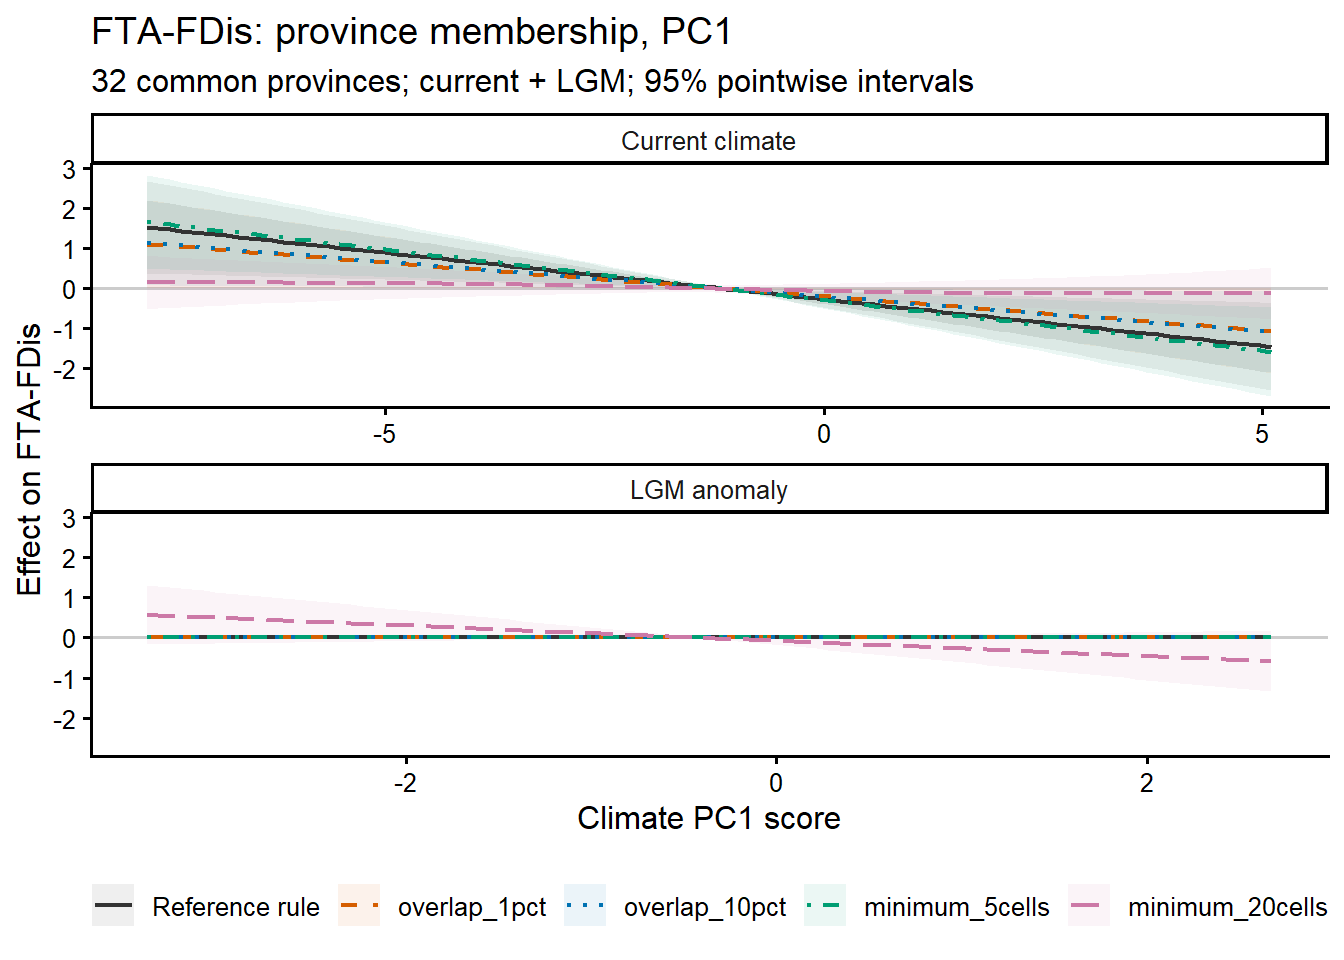 FTA-FDis: province membership, PC1
32 common provinces; current + LGM; 95% pointwise intervals
Current climate
3
2
1
0
-1
-2
-5
0
5
Effect on FTA-FDis
LGM anomaly
3
2
1
0
-1
-2
-2
0
2
Climate PC1 score
Reference rule
overlap_1pct
overlap_10pct
minimum_5cells
minimum_20cells